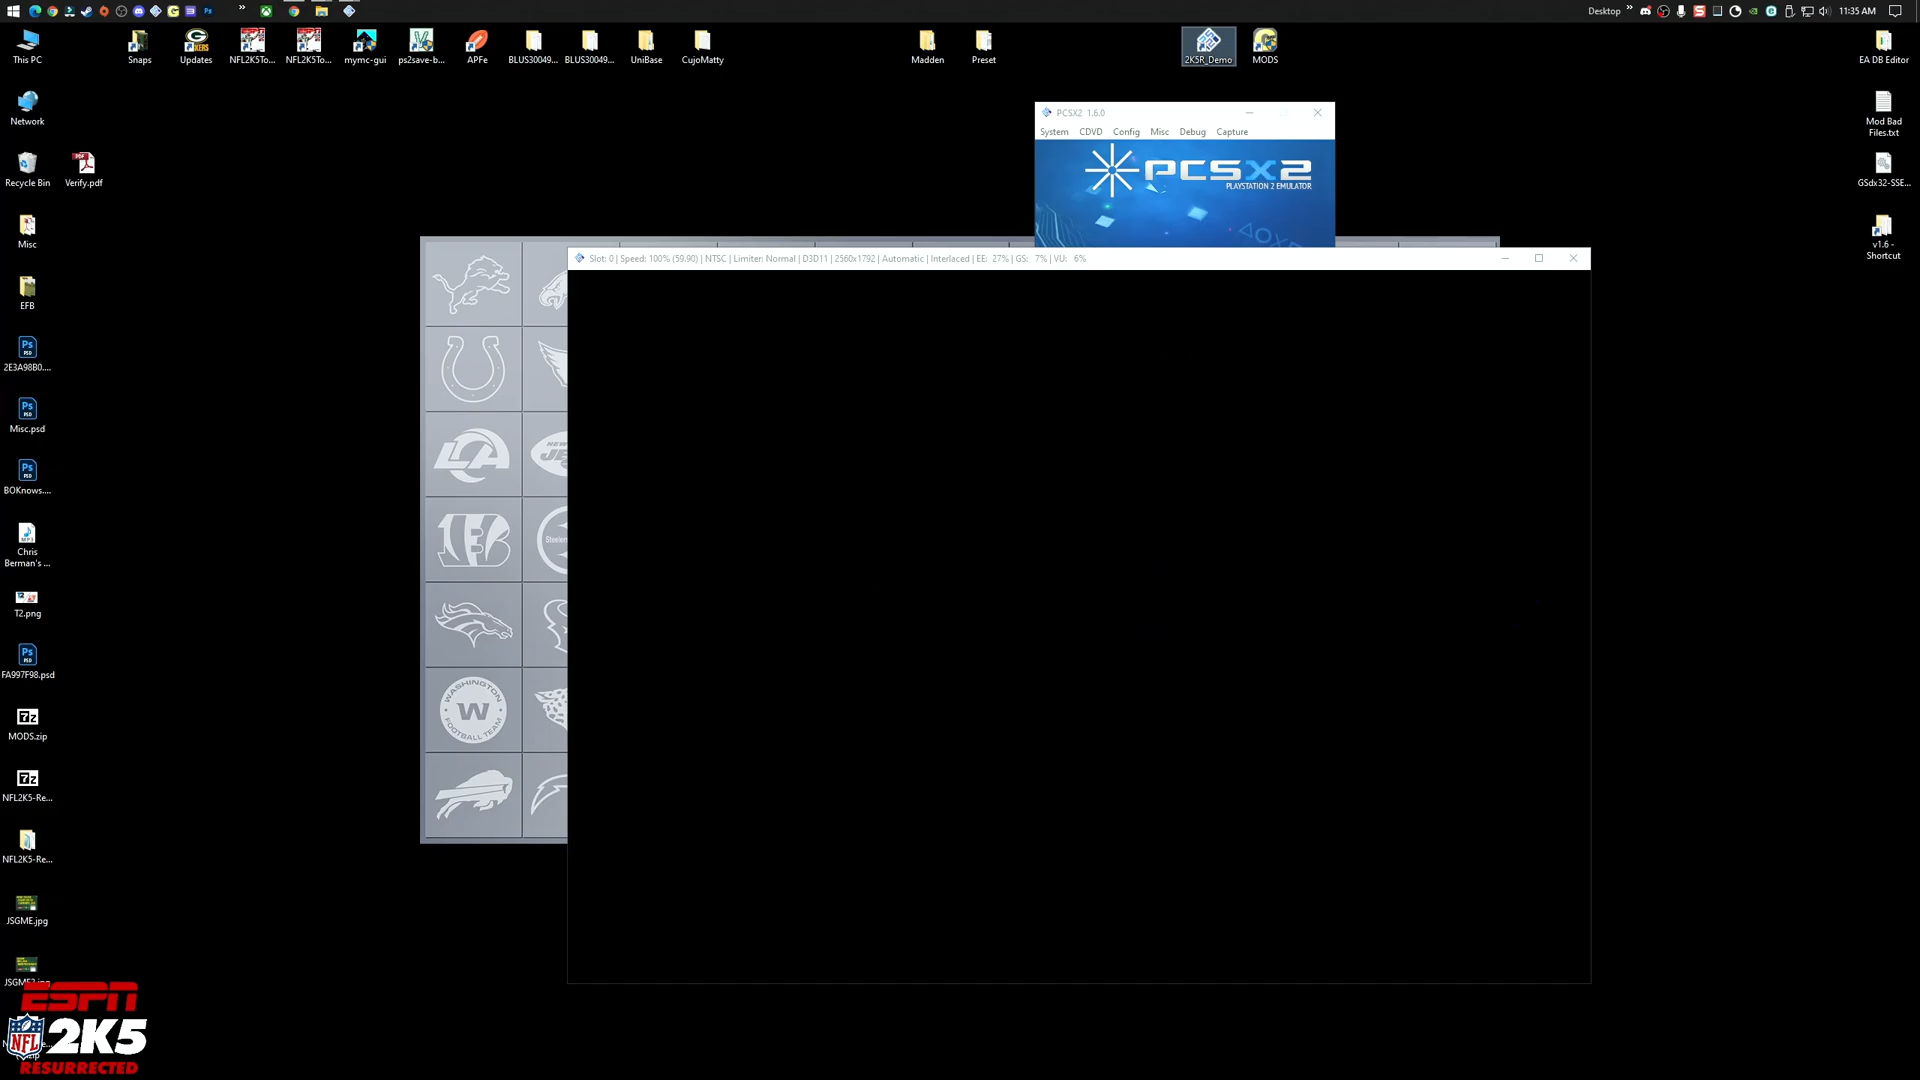 Desktop
11:35 AM
This PC
Snaps
Updates
NFL2K5To...
NFL2K5To...
mymc-gui
ps2save-b...
APFe
BLUS30049...
BLUS30049...
UniBase
CujoMatty
Madden
Preset
2K5R_Demo
MODS
EA DB Editor
Network
Mod Bad
Files.txt
Recycle Bin
Verify.pdf
GSdx32-SSE...
Misc
v1.6 -
Shortcut
EFB
2E3A98B0....
Misc.psd
BOKnows....
Chris
Berman's ...
T2.png
FA997F98.psd
MODS.zip
NFL2K5-Re...
NFL2K5-Re...
JSGME.jpg
PCSX2 1.6.0
System CDVD Config Misc Debug Capture
PCSX2
PLAYSTATION 2 EMULATOR
Slot: 0 | Speed: 100% (59.90) | NTSC | Limiter: Normal | D3D11 | 2560x1792 | Automatic | Interlaced | EE: 27% | GS: 7% | VU: 6%
LA
NEW
JE
B
Steelers
WASHINGTON
W
FOOTBALL TEAM
ESPN
NFL
2K5
RESURRECTED